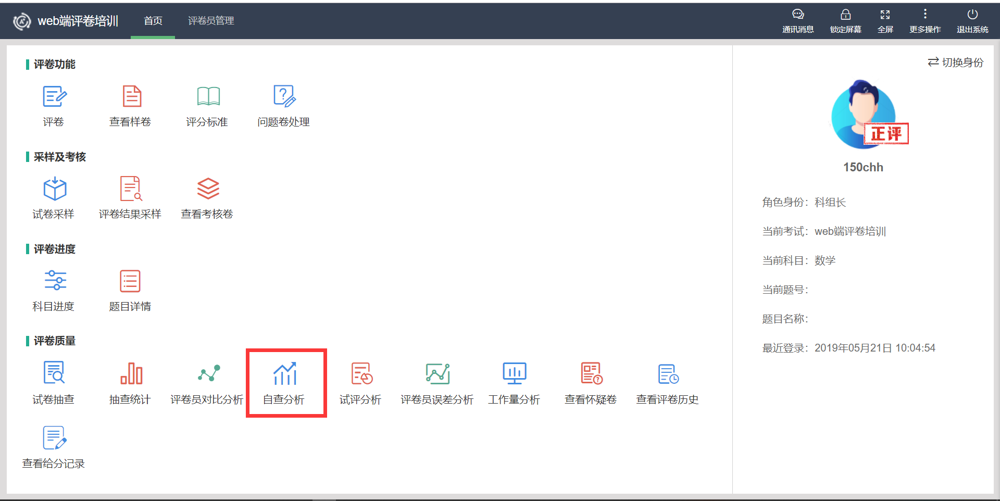 web端评卷培训
首页
评卷员管理
通讯消息
锁定屏幕
全屏
更多操作
退出系统
评卷功能
评卷
查看样卷
评分标准
问题卷处理
采样及考核
试卷采样
评卷结果采样
查看考核卷
评卷进度
科目进度
题目详情
评卷质量
试卷抽查
抽查统计
评卷员对比分析
自查分析
试评分析
评卷员误差分析
工作量分析
查看怀疑卷
查看评卷历史
查看给分记录
切换身份
正评
150chh
角色身份：科组长
当前考试：web端评卷培训
当前科目：数学
当前题号：
题目名称：
最近登录：2019年05月21日 10:04:54